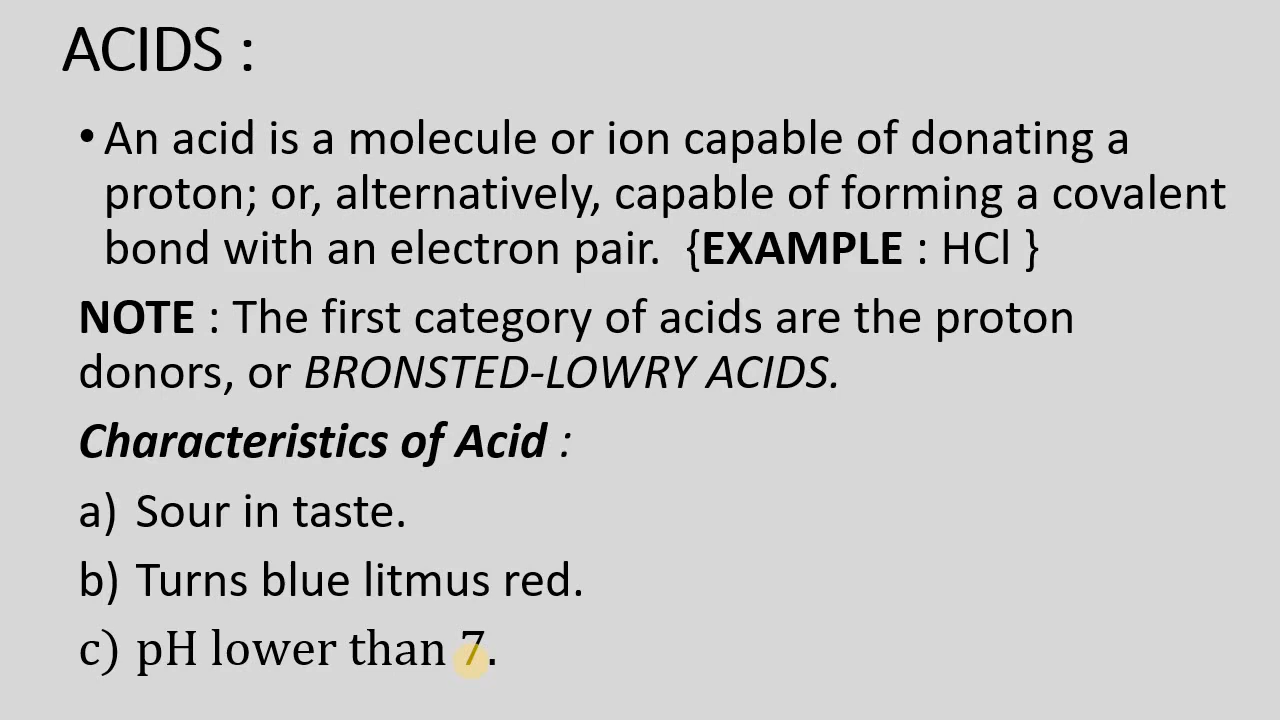 ACIDS :
• An acid is a molecule or ion capable of donating a
proton; or, alternatively, capable of forming a covalent
bond with an electron pair. {EXAMPLE : HCl }
NOTE : The first category of acids are the proton
donors, or BRONSTED-LOWRY ACIDS.
Characteristics of Acid :
a) Sour in taste.
b) Turns blue litmus red.
c) pH lower than 7.